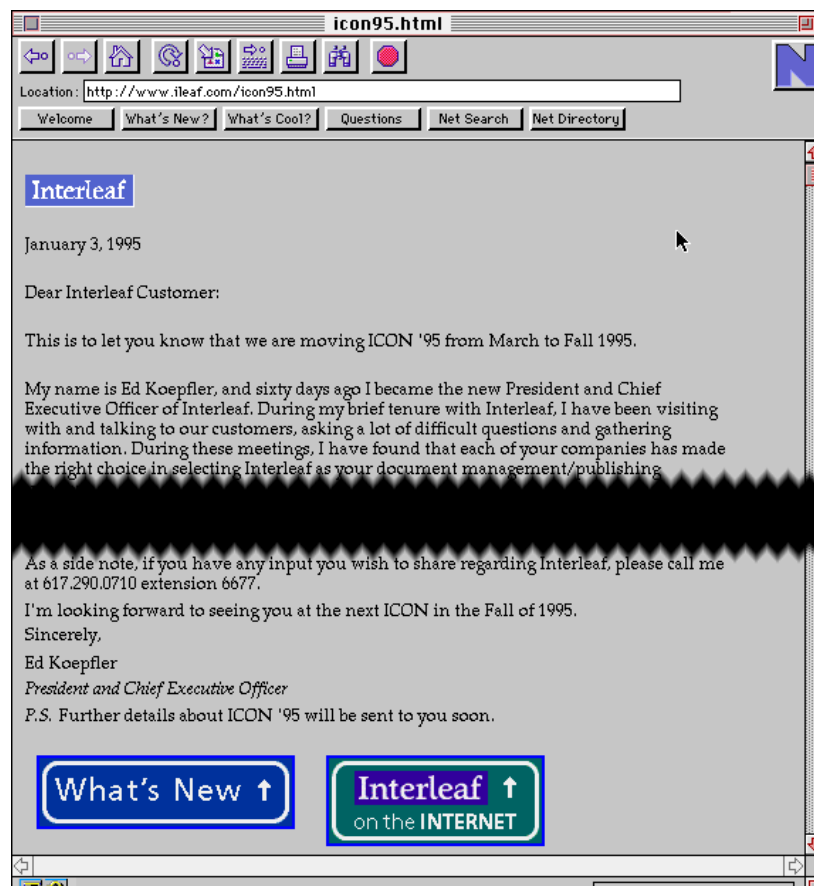 icon95.html
Location: http://www.ileaf.com/icon95.html
Welcome What's New? What's Cool? Questions Net Search Net Directory
N
Interleaf
January 3, 1995
Dear Interleaf Customer:
This is to let you know that we are moving ICON '95 from March to Fall 1995.
My name is Ed Koepfler, and sixty days ago I became the new President and Chief
Executive Officer of Interleaf. During my brief tenure with Interleaf, I have been visiting
with and talking to our customers, asking a lot of difficult questions and gathering
information. During these meetings, I have found that each of your companies has made
the right choice in selecting Interleaf as your document management/publishing
As a side note, if you have any input you wish to share regarding Interleaf, please call me
at 617.290.0710 extension 6677.
I'm looking forward to seeing you at the next ICON in the Fall of 1995.
Sincerely,
Ed Koepfler
President and Chief Executive Officer
P.S. Further details about ICON '95 will be sent to you soon.
What's New ↑
Interleaf ↑
on the INTERNET